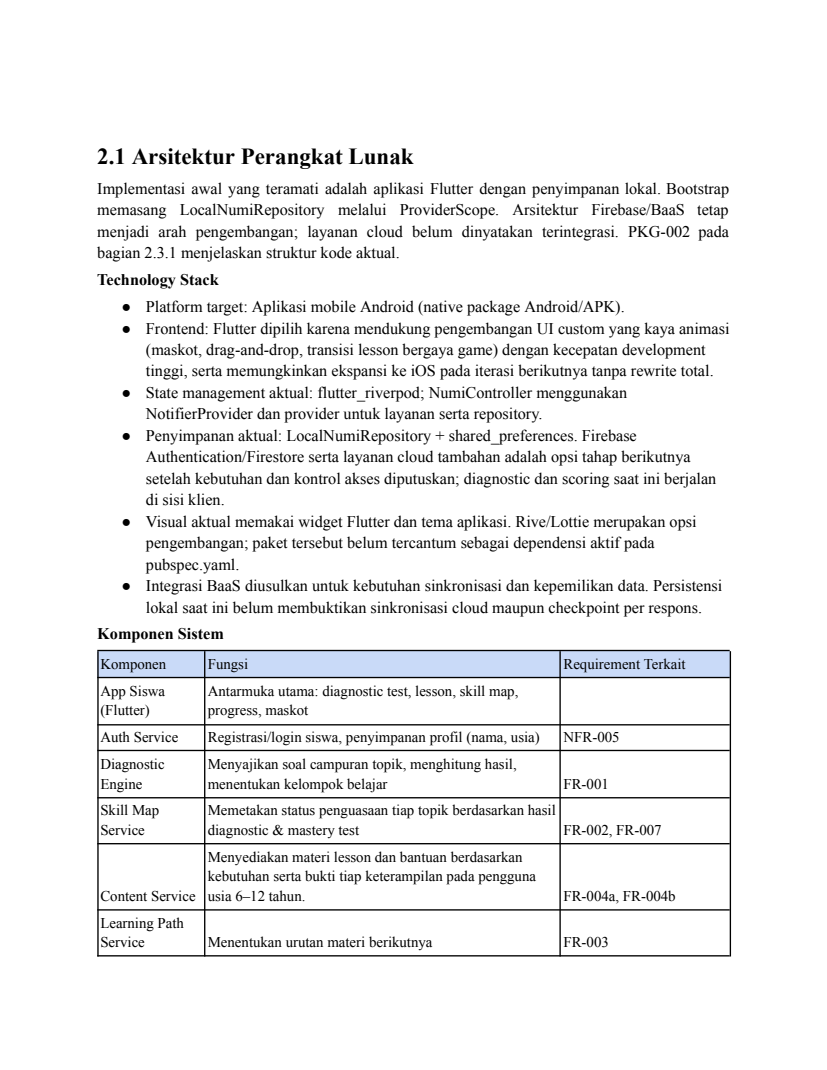 2.1 Arsitektur Perangkat Lunak
Implementasi awal yang teramati adalah aplikasi Flutter dengan penyimpanan lokal. Bootstrap
memasang LocalNumiRepository melalui ProviderScope. Arsitektur Firebase/BaaS tetap
menjadi arah pengembangan; layanan cloud belum dinyatakan terintegrasi. PKG-002 pada
bagian 2.3.1 menjelaskan struktur kode aktual.
Technology Stack
● Platform target: Aplikasi mobile Android (native package Android/APK).
● Frontend: Flutter dipilih karena mendukung pengembangan UI custom yang kaya animasi
(maskot, drag-and-drop, transisi lesson bergaya game) dengan kecepatan development
tinggi, serta memungkinkan ekspansi ke iOS pada iterasi berikutnya tanpa rewrite total.
● State management aktual: flutter_riverpod; NumiController menggunakan
NotifierProvider dan provider untuk layanan serta repository.
● Penyimpanan aktual: LocalNumiRepository + shared_preferences. Firebase
Authentication/Firestore serta layanan cloud tambahan adalah opsi tahap berikutnya
setelah kebutuhan dan kontrol akses diputuskan; diagnostic dan scoring saat ini berjalan
di sisi klien.
● Visual aktual memakai widget Flutter dan tema aplikasi. Rive/Lottie merupakan opsi
pengembangan; paket tersebut belum tercantum sebagai dependensi aktif pada
pubspec.yaml.
● Integrasi BaaS diusulkan untuk kebutuhan sinkronisasi dan kepemilikan data. Persistensi
lokal saat ini belum membuktikan sinkronisasi cloud maupun checkpoint per respons.
Komponen Sistem
Komponen Fungsi Requirement Terkait
App Siswa Antarmuka utama: diagnostic test, lesson, skill map,
(Flutter) progress, maskot
Auth Service Registrasi/login siswa, penyimpanan profil (nama, usia) NFR-005
Diagnostic Menyajikan soal campuran topik, menghitung hasil,
Engine menentukan kelompok belajar FR-001
Skill Map Memetakan status penguasaan tiap topik berdasarkan hasil
Service diagnostic & mastery test FR-002, FR-007
Menyediakan materi lesson dan bantuan berdasarkan
kebutuhan serta bukti tiap keterampilan pada pengguna
Content Service usia 6–12 tahun. FR-004a, FR-004b
Learning Path
Service Menentukan urutan materi berikutnya FR-003